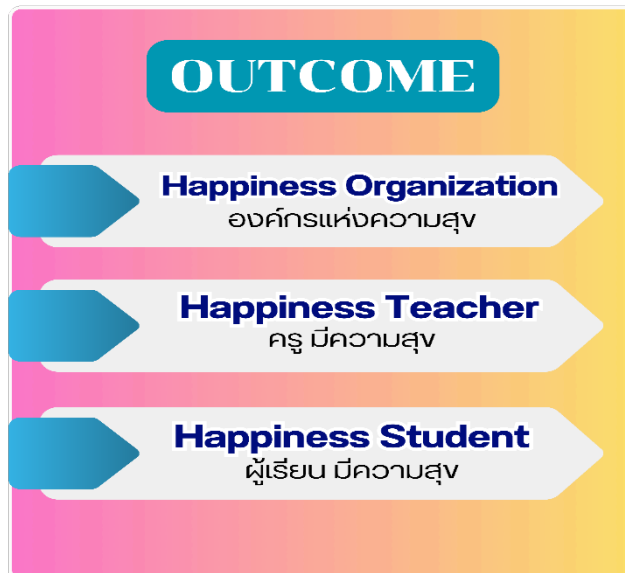 OUTCOME
Happiness Organization
องค์กรแห่งความสุข
Happiness Teacher
ครู มีความสุข
Happiness Student
ผู้เรียน มีความสุข